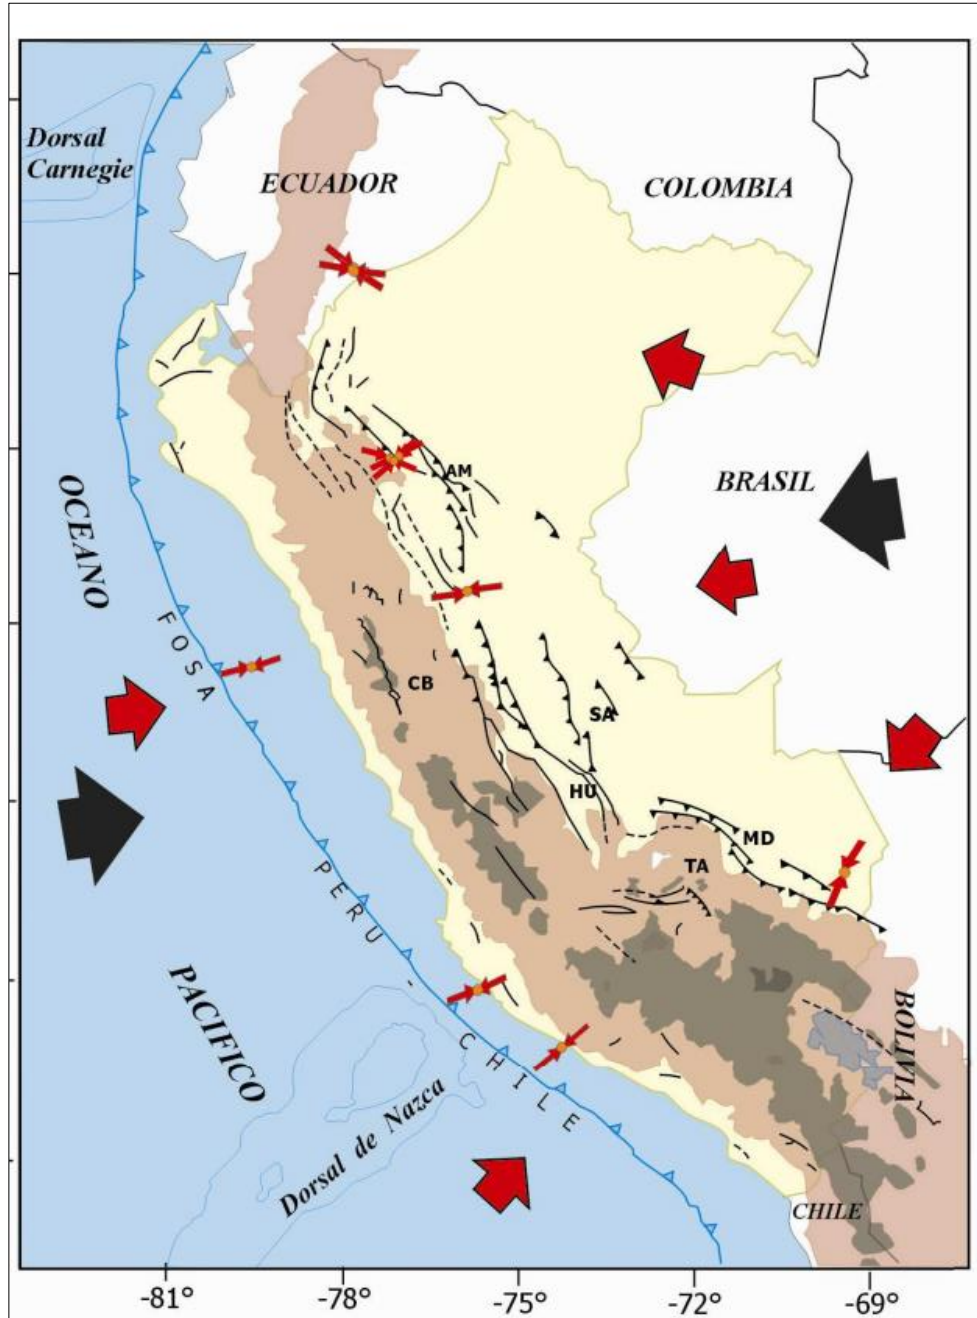 Dorsal
Carnegie
ECUADOR
COLOMBIA
BRASIL
OCEANO
PACIFICO
FOSA
PERU
CHILE
AM
CB
SA
HU
MD
TA
BOLIVIA
Dorsal de Nazca
CHILE
-81°
-78°
-75°
-72°
-69°